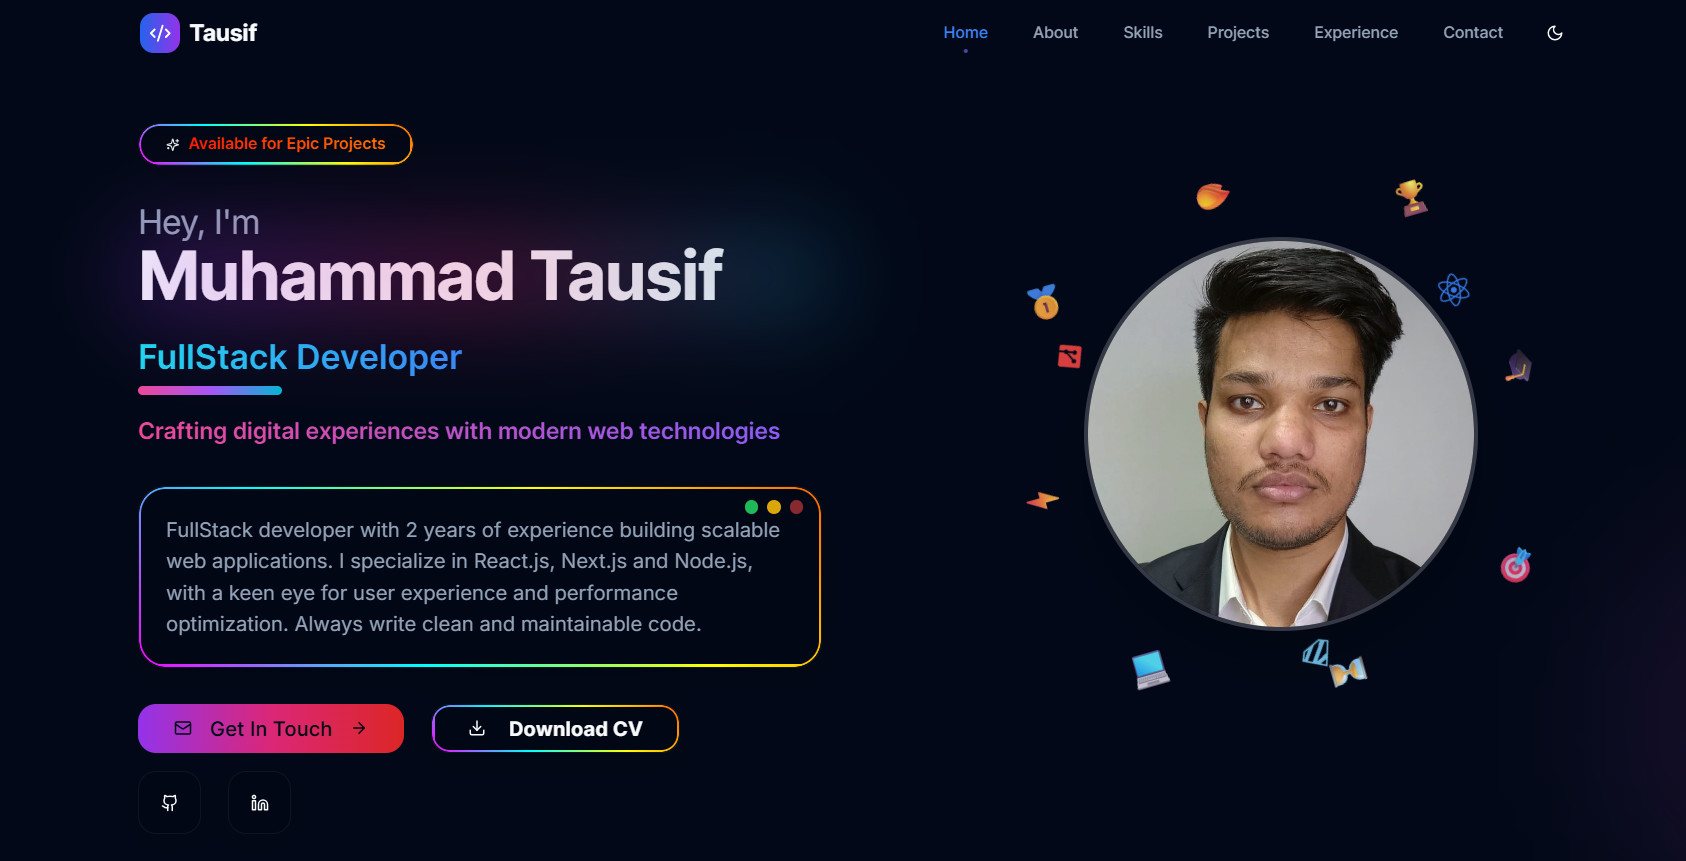 Tausif
Home About Skills Projects Experience Contact
Available for Epic Projects
Hey, I'm
Muhammad Tausif
FullStack Developer
Crafting digital experiences with modern web technologies
FullStack developer with 2 years of experience building scalable
web applications. I specialize in React.js, Next.js and Node.js,
with a keen eye for user experience and performance
optimization. Always write clean and maintainable code.
Get In Touch
Download CV